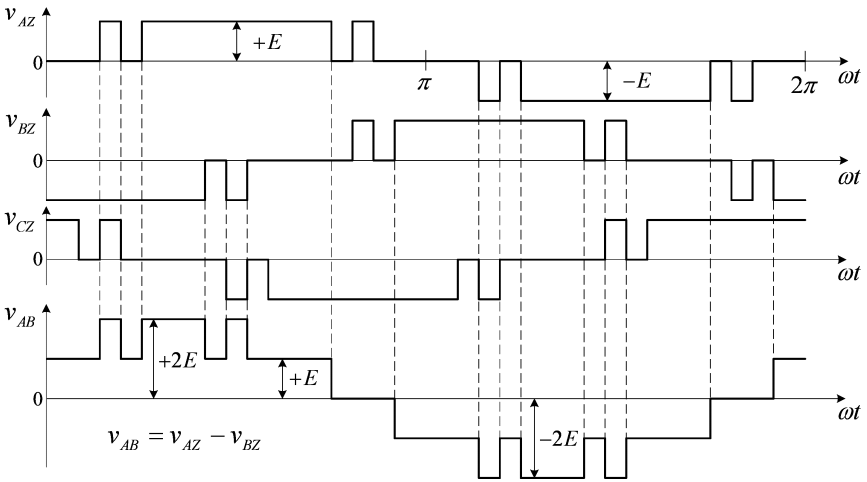 v_AZ
+E
0
π
−E
ωt
2π
v_BZ
0
ωt
v_CZ
0
ωt
v_AB
+2E
+E
0
ωt
−2E
v_AB = v_AZ − v_BZ